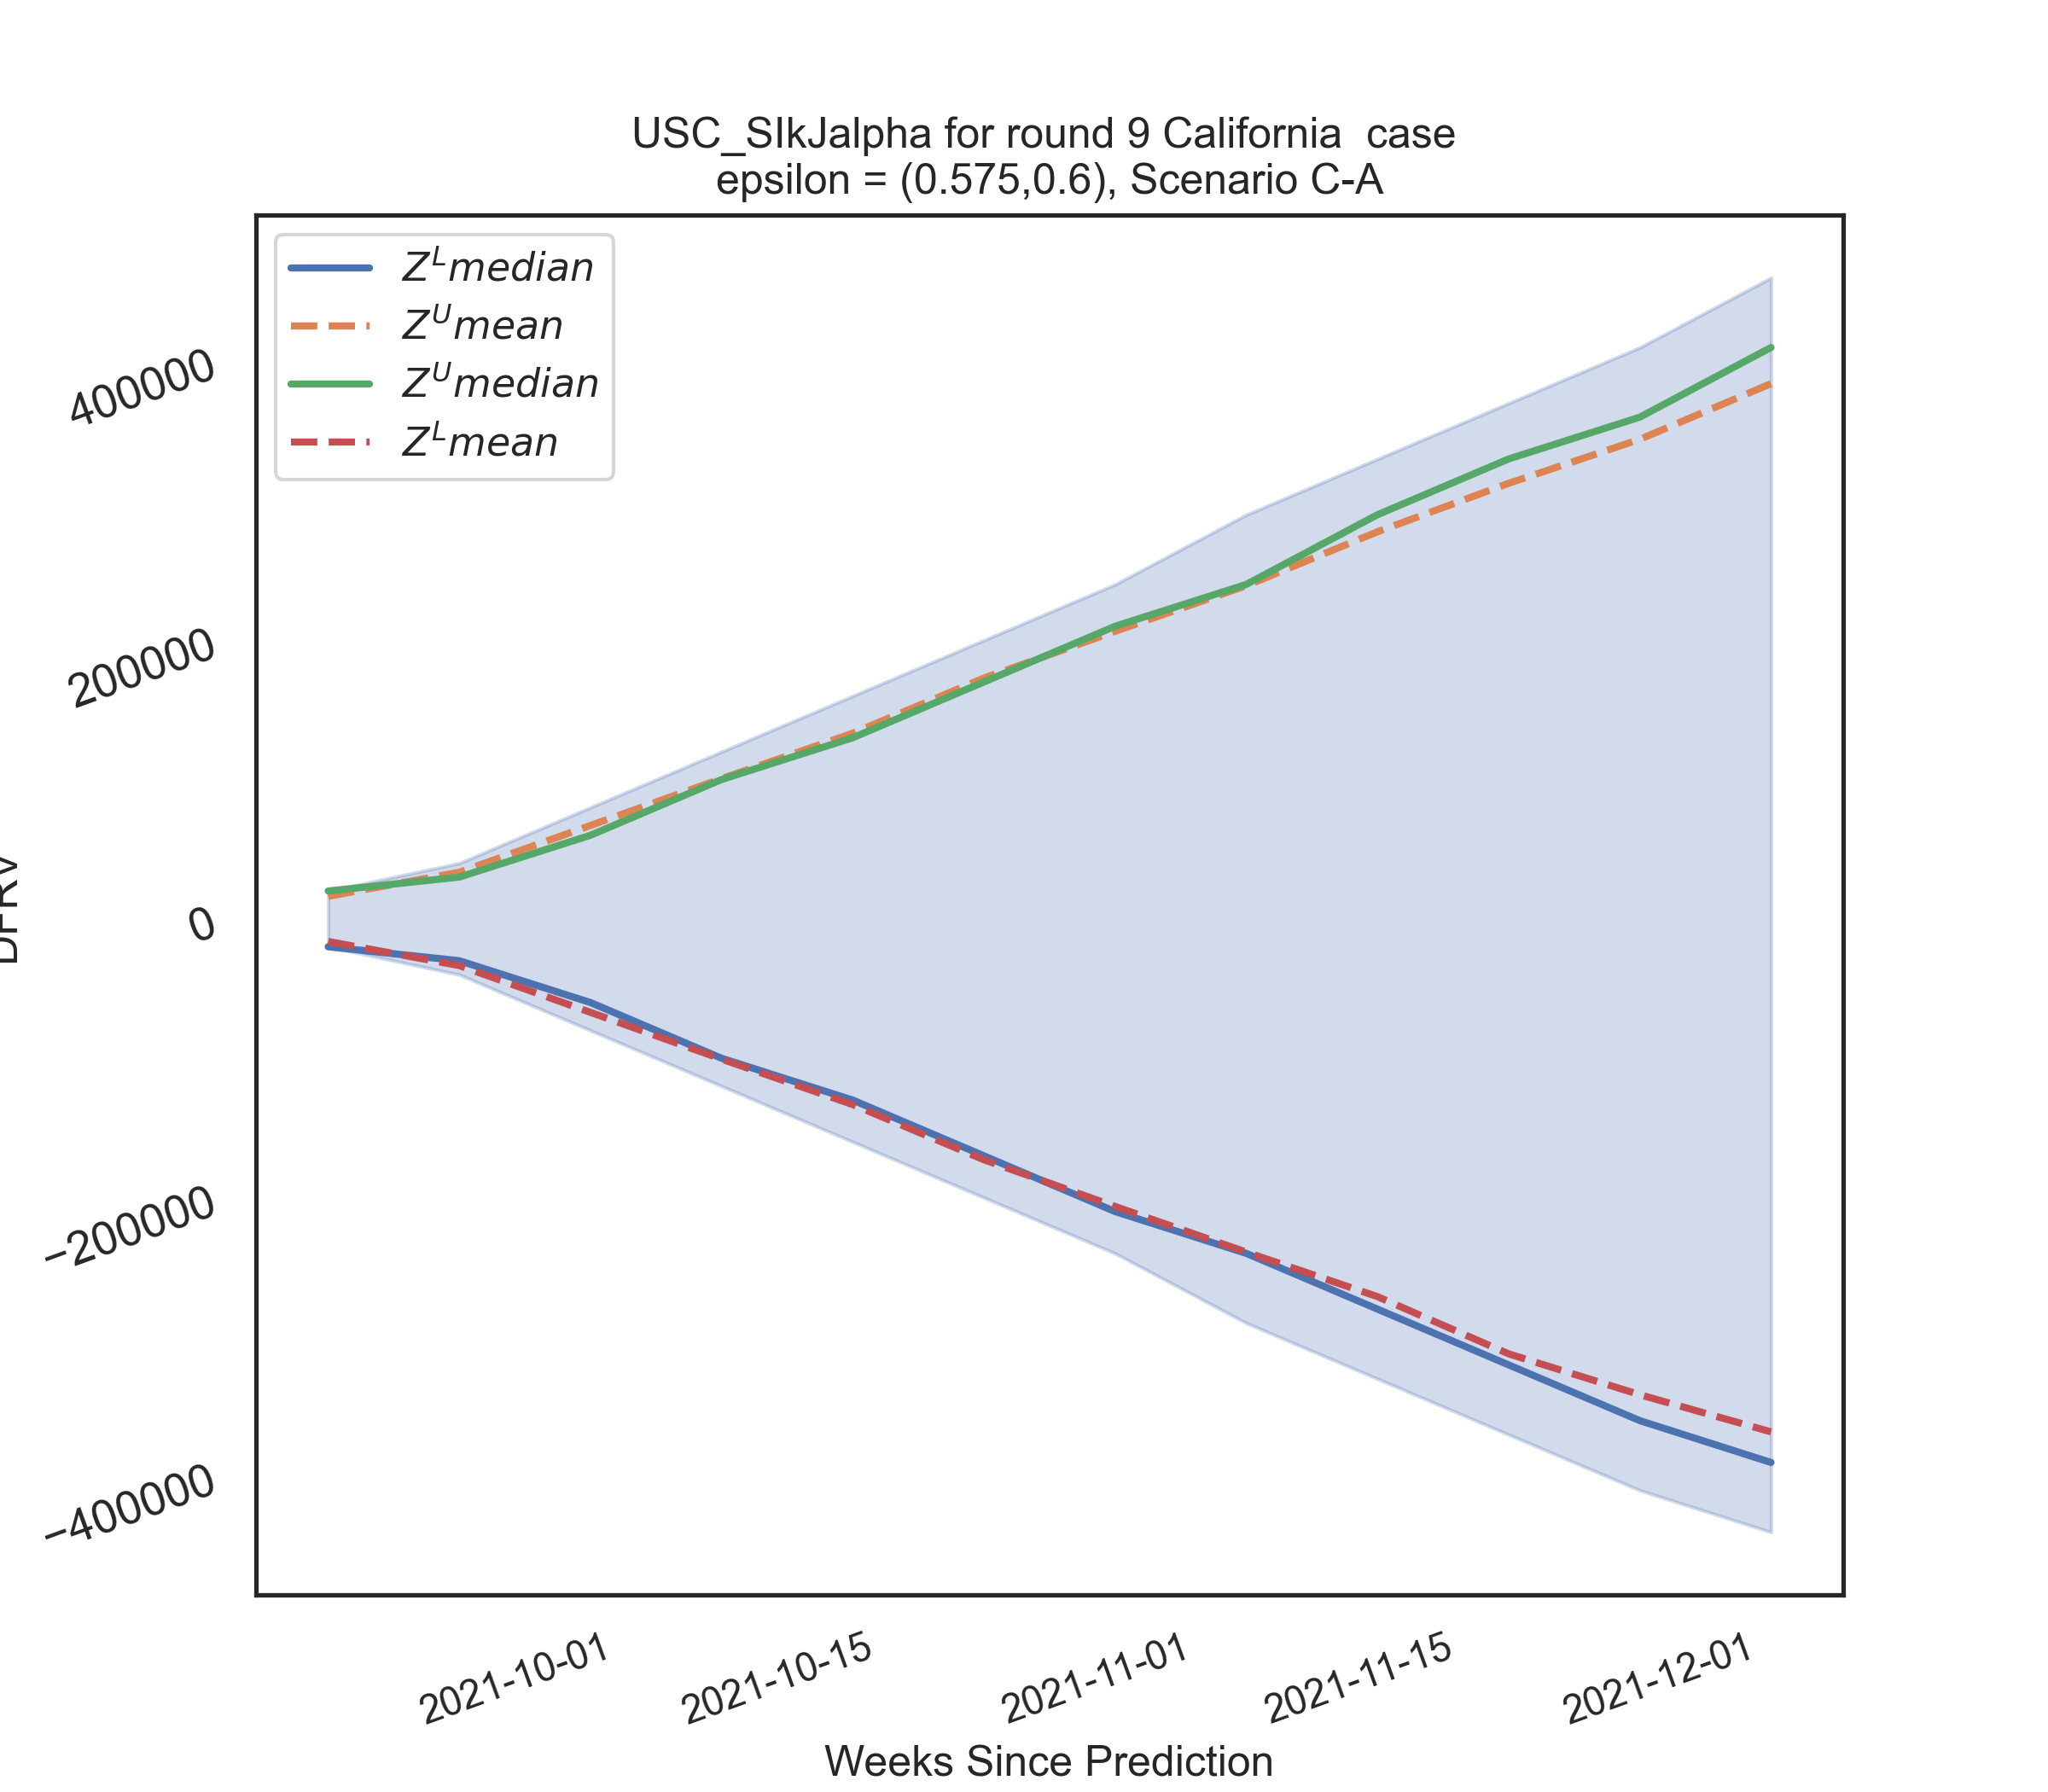 USC_SIkJalpha for round 9 California  case
epsilon = (0.575,0.6), Scenario C-A
Z^L median
Z^U mean
Z^U median
Z^L mean
400000
200000
0
−200000
−400000
2021-10-01
2021-10-15
2021-11-01
2021-11-15
2021-12-01
Weeks Since Prediction